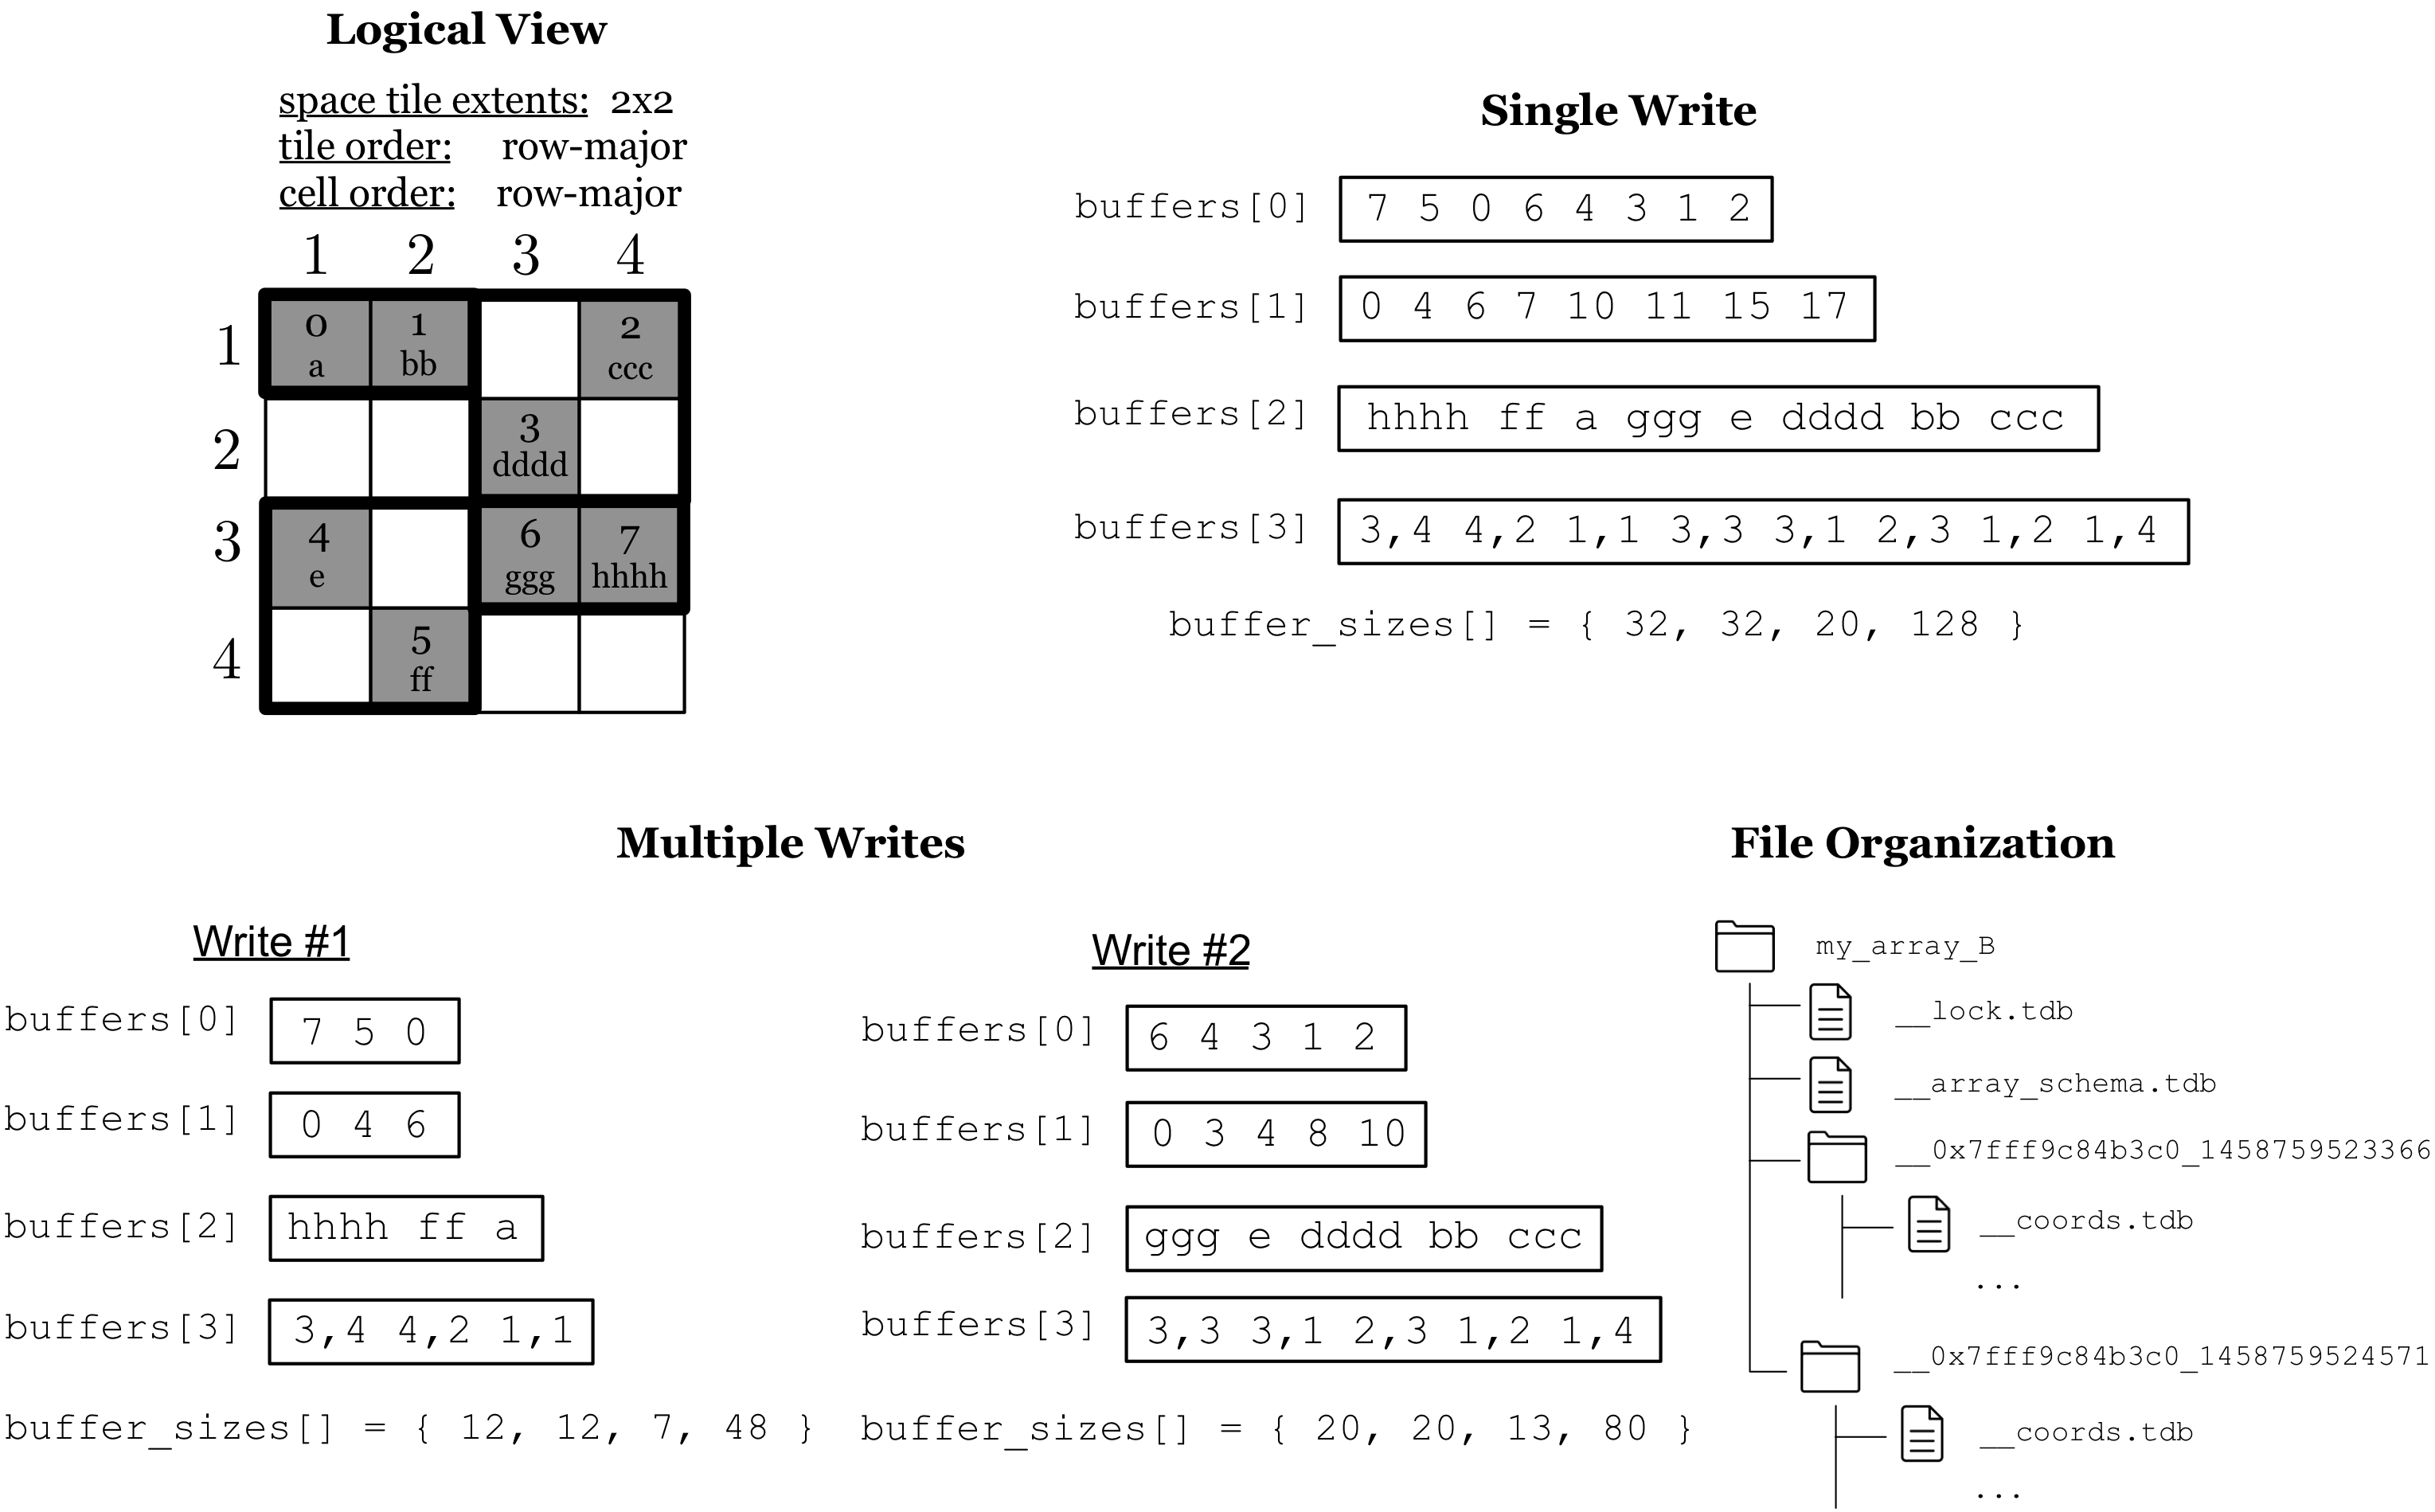 Logical View
space tile extents: 2x2
tile order: row-major
cell order: row-major
1 2 3 4
1
0 1 2
a bb ccc
2
3
dddd
3
4 6 7
e ggg hhhh
4
5
ff
Single Write
buffers[0] 7 5 0 6 4 3 1 2
buffers[1] 0 4 6 7 10 11 15 17
buffers[2] hhhh ff a ggg e dddd bb ccc
buffers[3] 3,4 4,2 1,1 3,3 3,1 2,3 1,2 1,4
buffer_sizes[] = { 32, 32, 20, 128 }
Multiple Writes
Write #1
buffers[0] 7 5 0
buffers[1] 0 4 6
buffers[2] hhhh ff a
buffers[3] 3,4 4,2 1,1
buffer_sizes[] = { 12, 12, 7, 48 }
Write #2
buffers[0] 6 4 3 1 2
buffers[1] 0 3 4 8 10
buffers[2] ggg e dddd bb ccc
buffers[3] 3,3 3,1 2,3 1,2 1,4
buffer_sizes[] = { 20, 20, 13, 80 }
File Organization
my_array_B
__lock.tdb
__array_schema.tdb
__0x7fff9c84b3c0_1458759523366
__coords.tdb
...
__0x7fff9c84b3c0_1458759524571
__coords.tdb
...